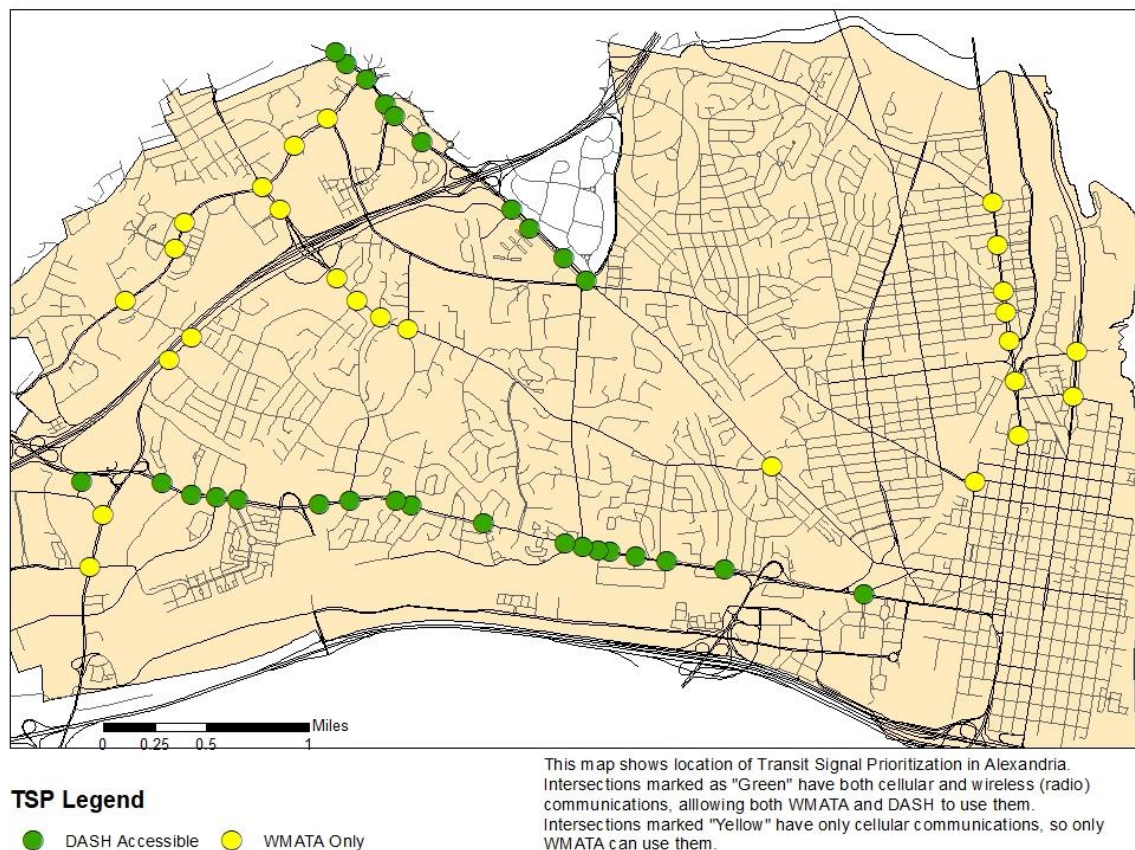 Miles
0 0.25 0.5 1
This map shows location of Transit Signal Prioritization in Alexandria.
Intersections marked as "Green" have both cellular and wireless (radio)
communications, alllowing both WMATA and DASH to use them.
Intersections marked "Yellow" have only cellular communications, so only
WMATA can use them.
TSP Legend
DASH Accessible WMATA Only